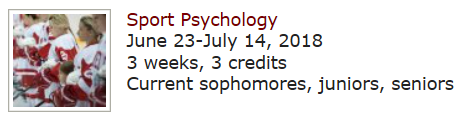 Sport Psychology
June 23-July 14, 2018
3 weeks, 3 credits
Current sophomores, juniors, seniors